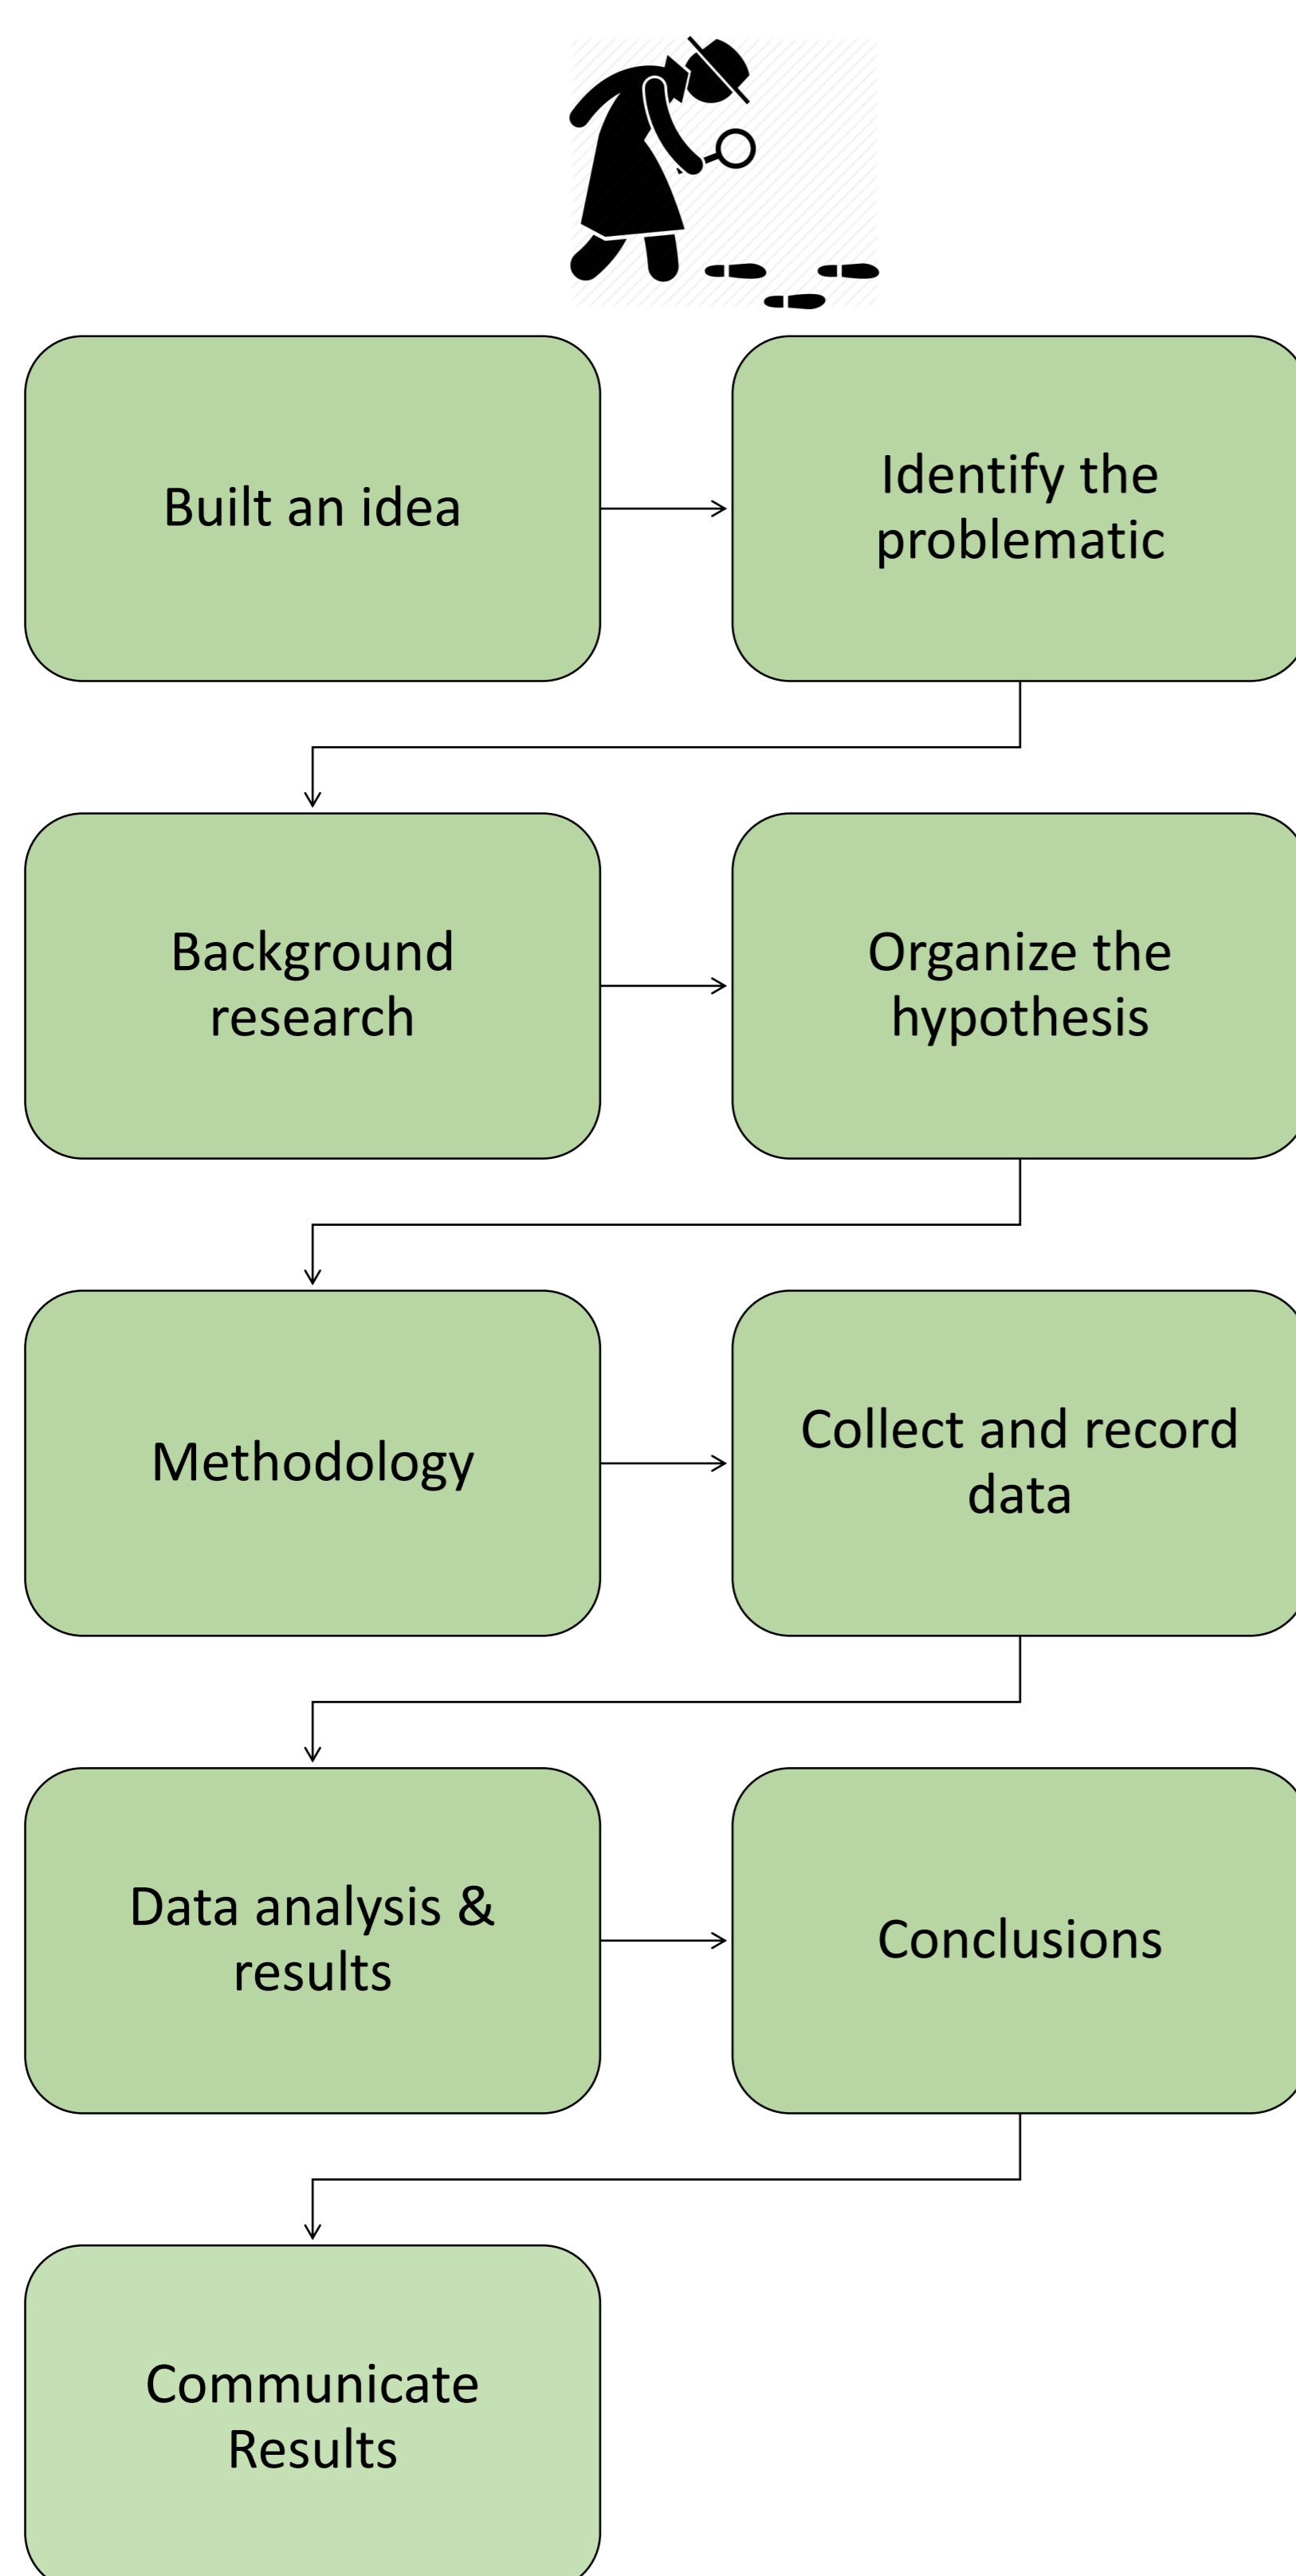 Built an idea
Identify the
problematic
Background
research
Organize the
hypothesis
Methodology
Collect and record
data
Data analysis &
results
Conclusions
Communicate
Results